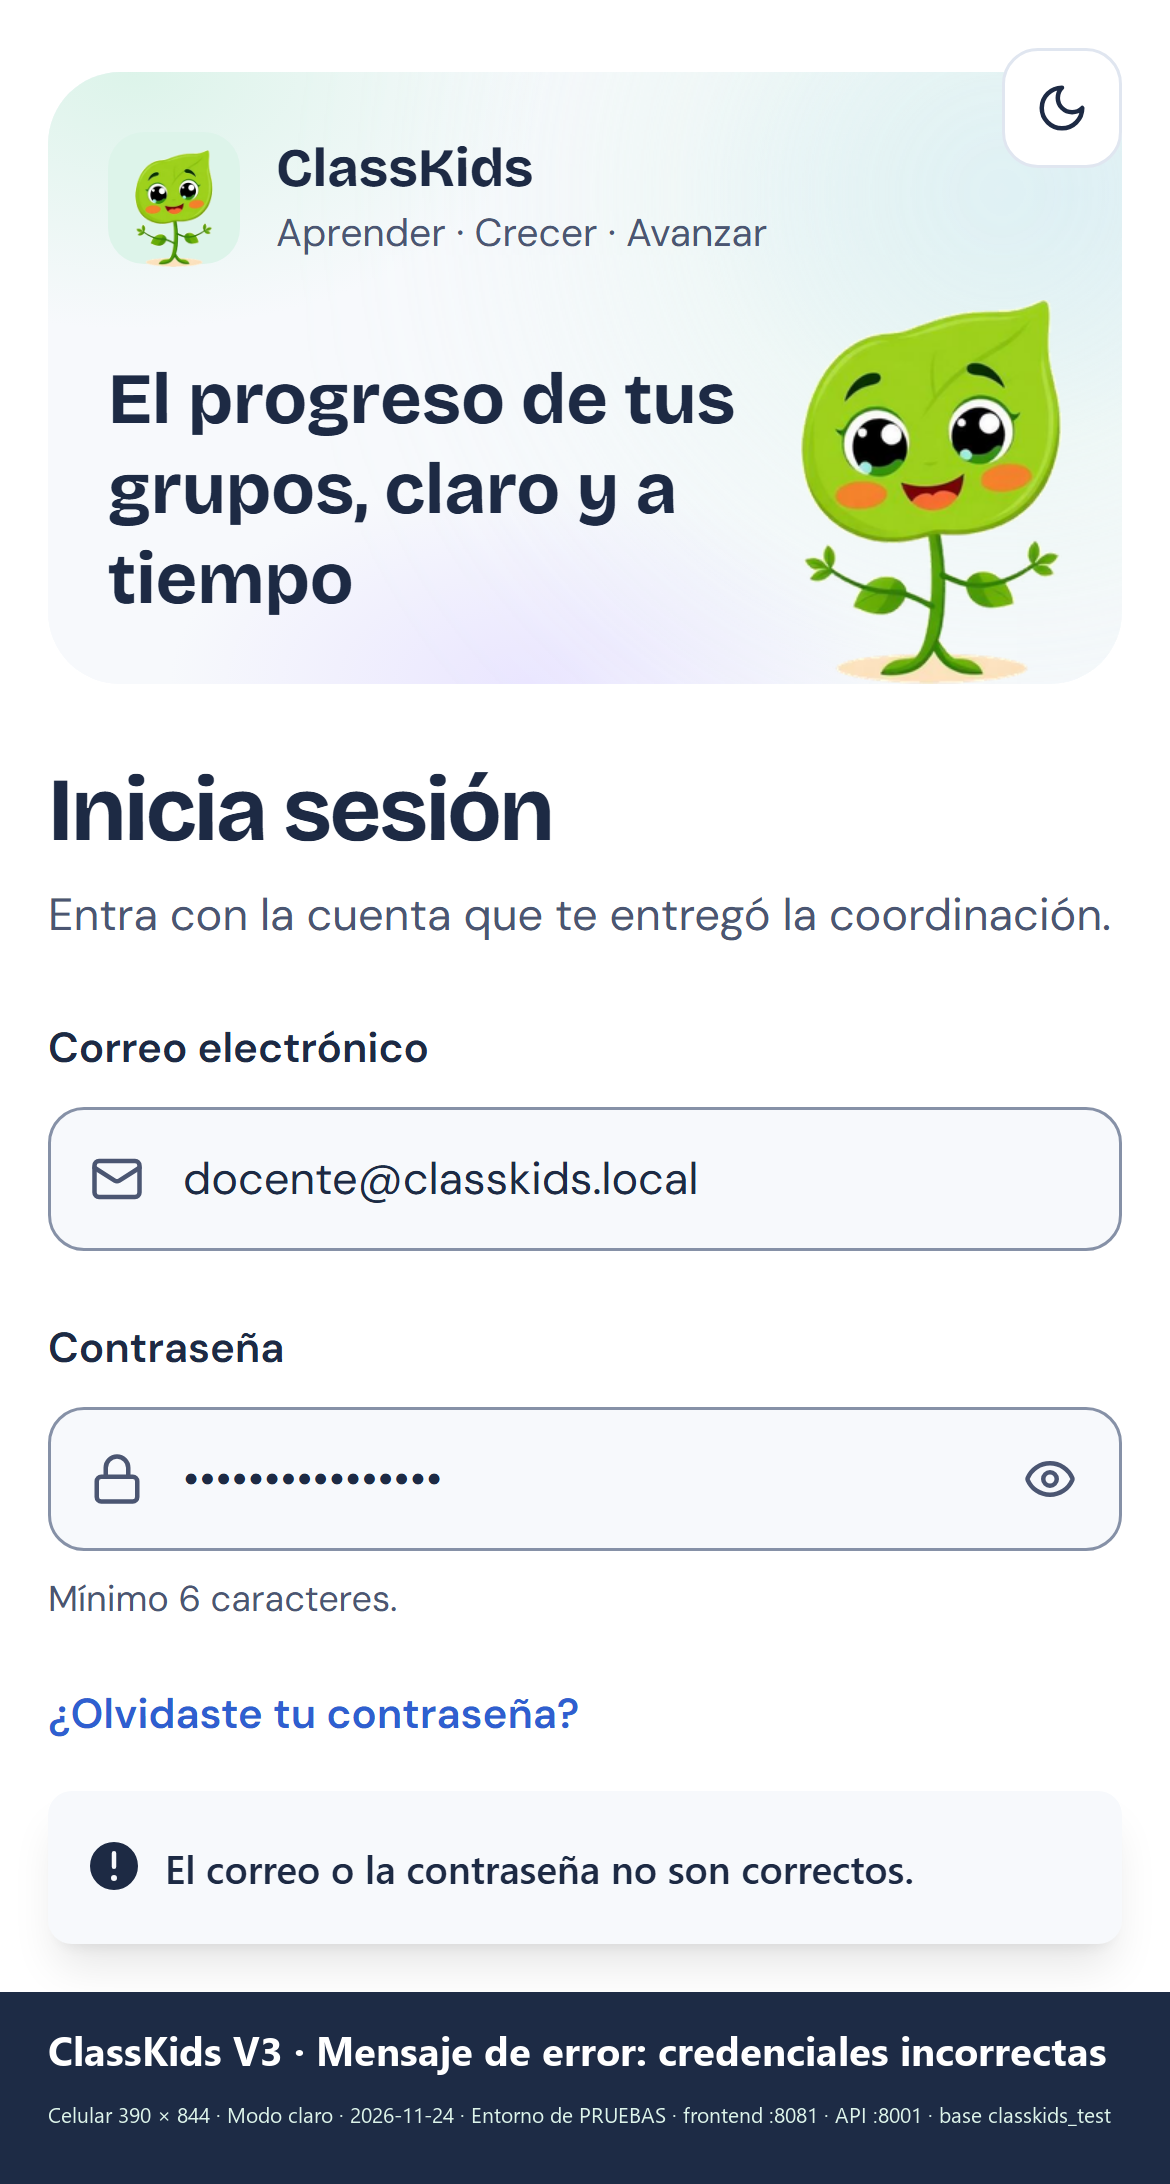 ClassKids
Aprender · Crecer · Avanzar
El progreso de tus
grupos, claro y a
tiempo
Inicia sesión
Entra con la cuenta que te entregó la coordinación.
Correo electrónico
docente@classkids.local
Contraseña
••••••••••••••••
Mínimo 6 caracteres.
¿Olvidaste tu contraseña?
El correo o la contraseña no son correctos.
ClassKids V3 · Mensaje de error: credenciales incorrectas
Celular 390 × 844 · Modo claro · 2026-11-24 · Entorno de PRUEBAS · frontend :8081 · API :8001 · base classkids_test